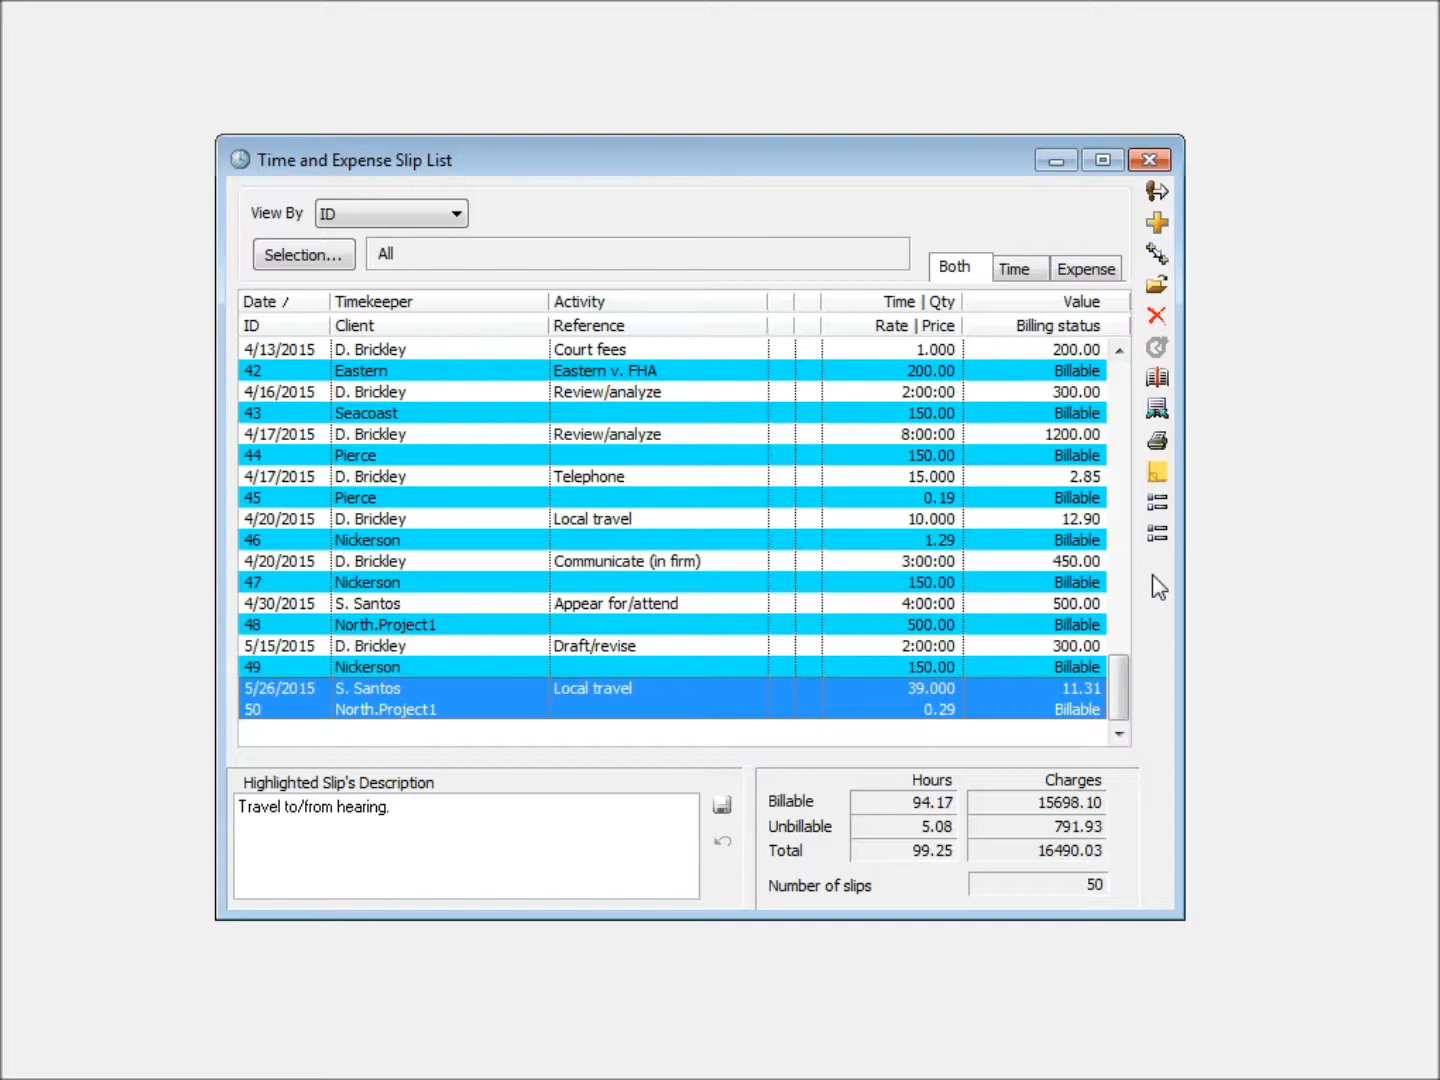 Time and Expense Slip List
View By ID
Selection... All Both Time Expense
Date / Timekeeper Activity Time | Qty Value
ID Client Reference Rate | Price Billing status
4/13/2015 D. Brickley Court fees 1.000 200.00
42 Eastern Eastern v. FHA 200.00 Billable
4/16/2015 D. Brickley Review/analyze 2:00:00 300.00
43 Seacoast 150.00 Billable
4/17/2015 D. Brickley Review/analyze 8:00:00 1200.00
44 Pierce 150.00 Billable
4/17/2015 D. Brickley Telephone 15.000 2.85
45 Pierce 0.19 Billable
4/20/2015 D. Brickley Local travel 10.000 12.90
46 Nickerson 1.29 Billable
4/20/2015 D. Brickley Communicate (in firm) 3:00:00 450.00
47 Nickerson 150.00 Billable
4/30/2015 S. Santos Appear for/attend 4:00:00 500.00
48 North.Project1 500.00 Billable
5/15/2015 D. Brickley Draft/revise 2:00:00 300.00
49 Nickerson 150.00 Billable
5/26/2015 S. Santos Local travel 39.000 11.31
50 North.Project1 0.29 Billable
Highlighted Slip's Description
Travel to/from hearing.
Hours Charges
Billable 94.17 15698.10
Unbillable 5.08 791.93
Total 99.25 16490.03
Number of slips 50